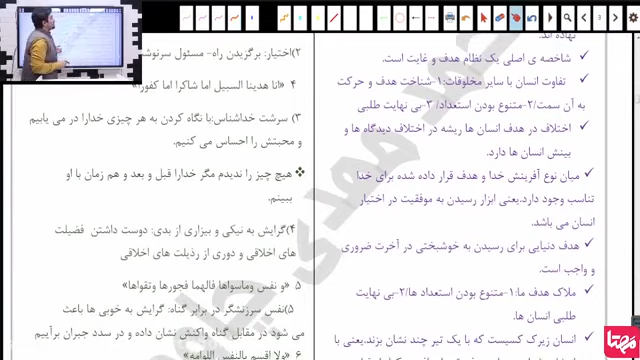 نهاده اند.
شاخصه ی اصلی یک نظام هدف و غایت است.
تفاوت انسان با سایر مخلوقات:۱-شناخت هدف و حرکت
به آن سمت/۲-متنوع بودن استعداد/ ۳-بی نهایت طلبی
اختلاف در هدف انسان ها ریشه در اختلاف دیدگاه ها و
بینش انسان ها دارد.
میان نوع آفرینش خدا و هدف قرار داده شده برای خدا
تناسب وجود دارد.یعنی ابزار رسیدن به موفقیت در اختیار
انسان می باشد.
هدف دنیایی برای رسیدن به خوشبختی در آخرت ضروری
و واجب است.
ملاک هدف ما:۱-متنوع بودن استعداد ها/۲-بی نهایت
طلبی انسان ها.
انسان زیرک کسیست که با یک تیر چند نشان بزند.یعنی با
۲)اختیار: برگزیدن راه- مسئول سرنوشت
۴ «انا هدینا السبیل اما شاکرا اما کفورا»
۳) سرشت خداشناس:با نگاه کردن به هر چیزی خدارا در می یابیم
و محبتش را احساس می کنیم.
هیچ چیز را ندیدم مگر خدارا قبل و بعد و هم زمان با او
ببینم.
۴)گرایش به نیکی و بیزاری از بدی: دوست داشتن فضیلت
های اخلاقی و دوری از رذیلت های اخلاقی
۵ «و نفس وماسواها فالهما فجورها وتقواها»
۵)نفس سرزنشگر در برابر گناه: گرایش به خوبی ها باعث
می شود در مقابل گناه واکنش نشان داده و در سدد جبران برآییم
۶ «ولا اقسم بالنفس اللوامه»
مهتا